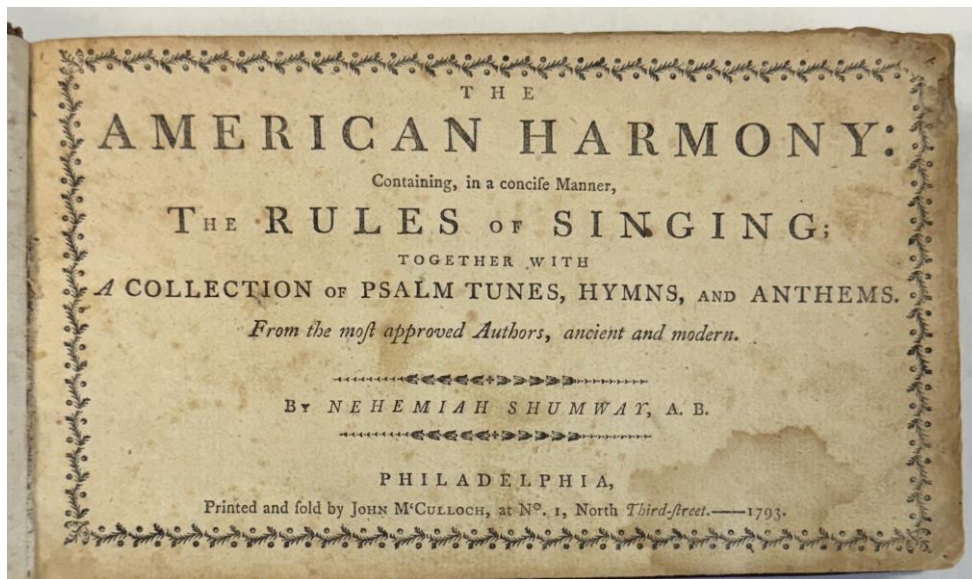 THE
AMERICAN HARMONY:
Containing, in a conciſe Manner,
THE RULES OF SINGING;
TOGETHER WITH
A COLLECTION OF PSALM TUNES, HYMNS, AND ANTHEMS.
From the moſt approved Authors, ancient and modern.
BY NEHEMIAH SHUMWAY, A. B.
PHILADELPHIA,
Printed and ſold by JOHN M‘CULLOCH, at Nº. 1, North Third-ſtreet.——1793.